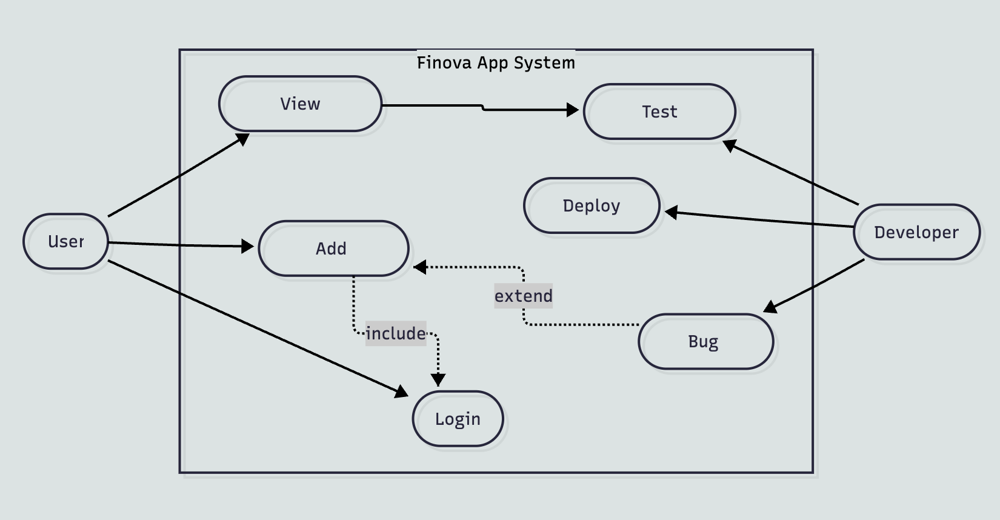 Finova App System
View
Test
Deploy
Developer
User
Add
extend
include
Bug
Login